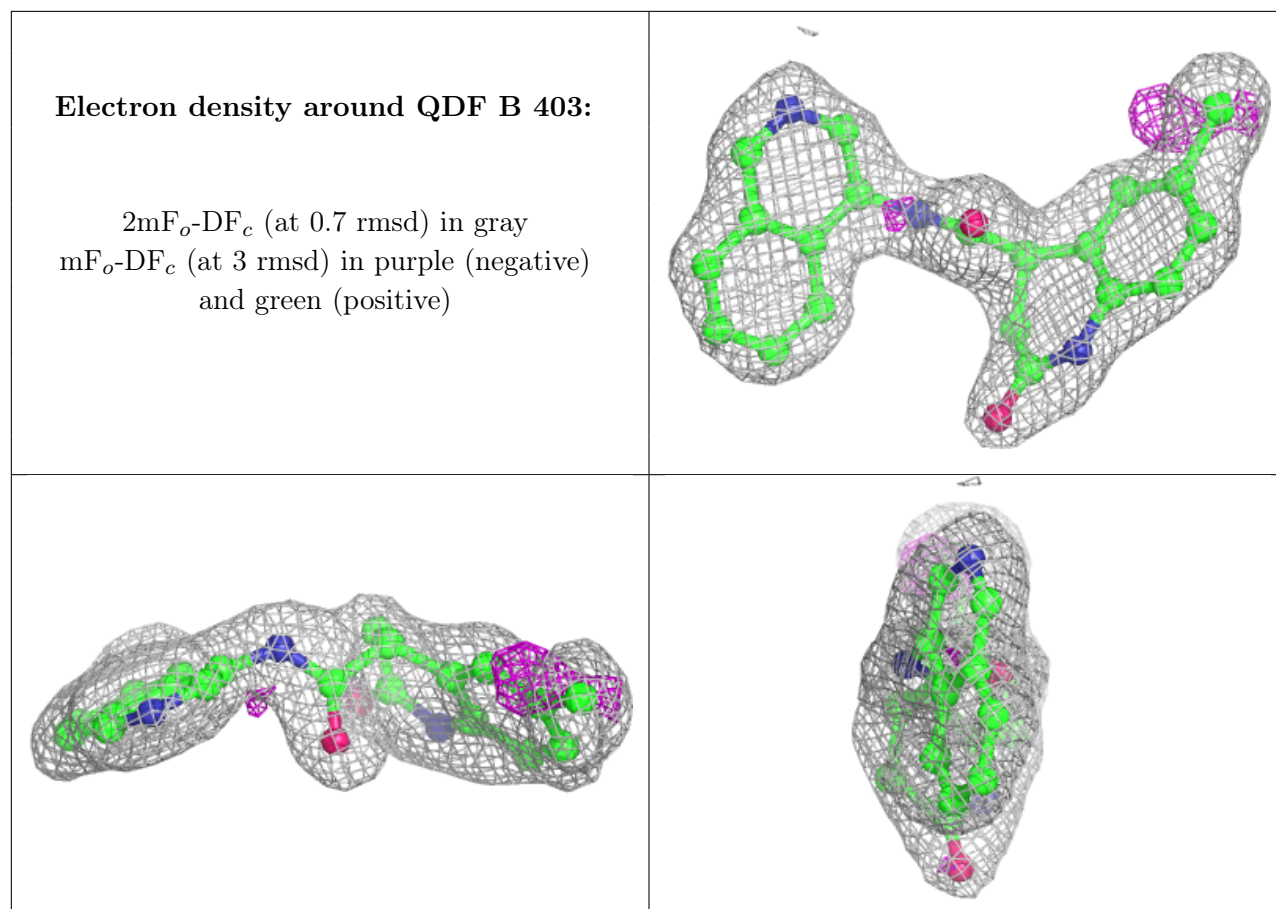 Electron density around QDF B 403:
2mFₒ-DF𝒸 (at 0.7 rmsd) in gray
mFₒ-DF𝒸 (at 3 rmsd) in purple (negative)
and green (positive)